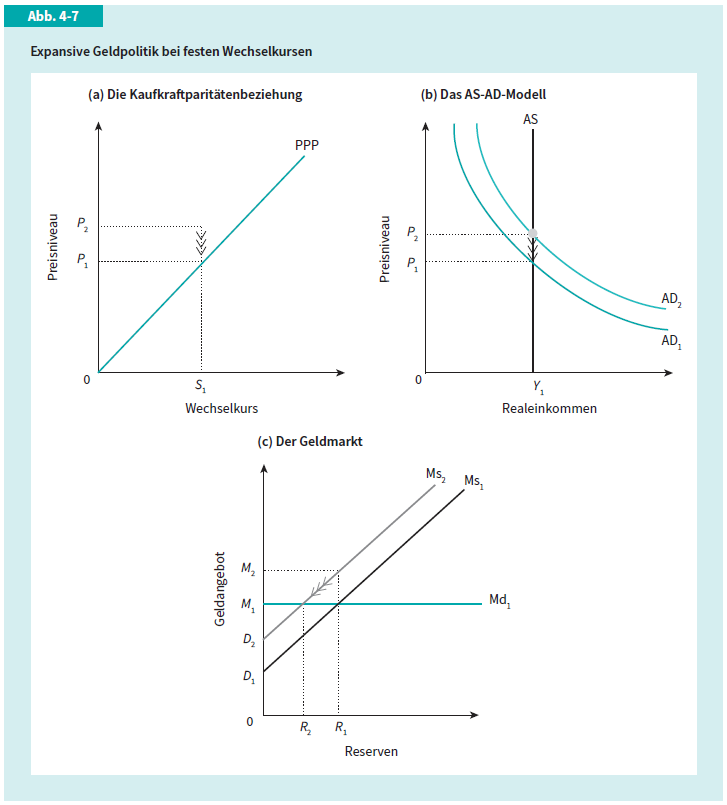 Abb. 4-7
Expansive Geldpolitik bei festen Wechselkursen
(a) Die Kaufkraftparitätenbeziehung
PPP
Preisniveau
P2
P1
0
S1
Wechselkurs
(b) Das AS-AD-Modell
AS
Preisniveau
P2
P1
AD2
AD1
0
Y1
Realeinkommen
(c) Der Geldmarkt
Ms2
Ms1
Geldangebot
M2
M1
Md1
D2
D1
0
R2
R1
Reserven